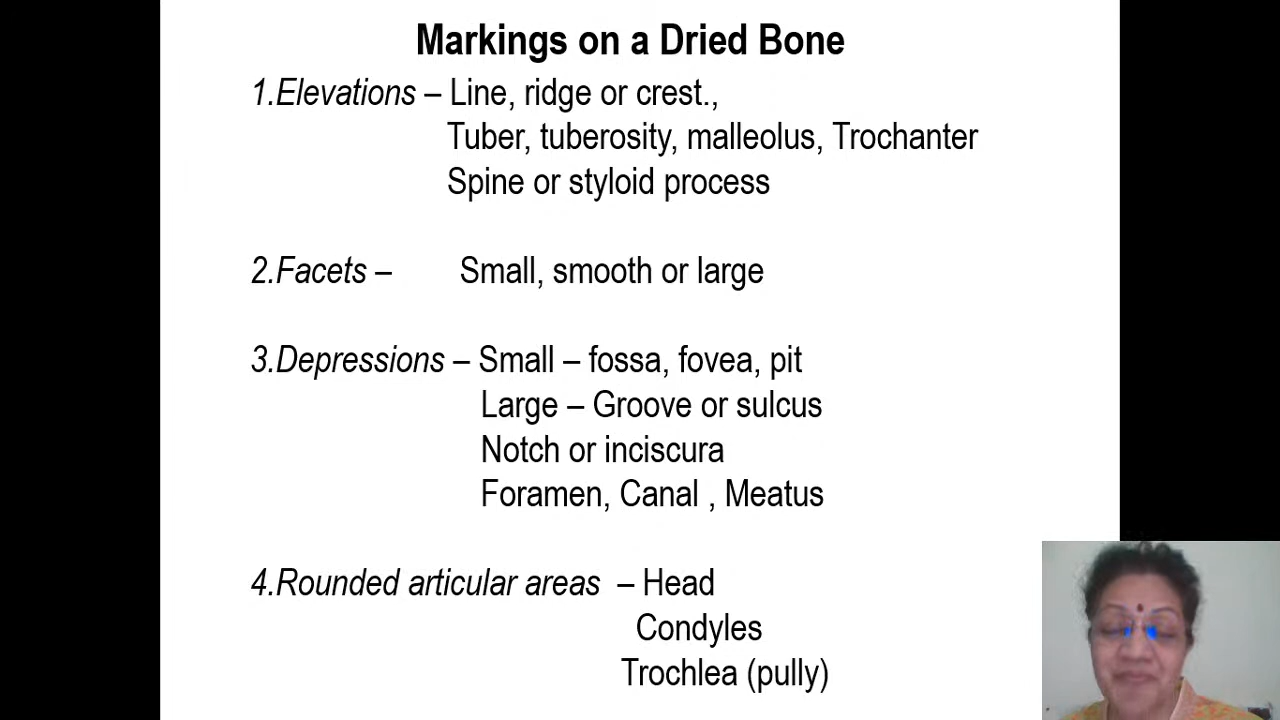 Markings on a Dried Bone
1.Elevations – Line, ridge or crest.,
Tuber, tuberosity, malleolus, Trochanter
Spine or styloid process
2.Facets – Small, smooth or large
3.Depressions – Small – fossa, fovea, pit
Large – Groove or sulcus
Notch or inciscura
Foramen, Canal , Meatus
4.Rounded articular areas – Head
Condyles
Trochlea (pully)